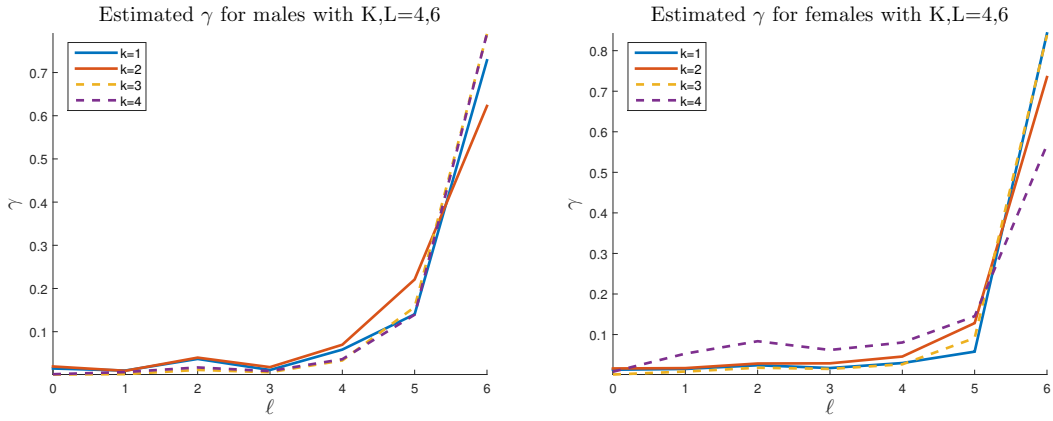 Estimated γ for males with K,L=4,6
k=1
k=2
k=3
k=4
0.7
0.6
0.5
0.4
0.3
0.2
0.1
γ
0 1 2 3 4 5 6
ℓ
Estimated γ for females with K,L=4,6
k=1
k=2
k=3
k=4
0.8
0.7
0.6
0.5
0.4
0.3
0.2
0.1
γ
0 1 2 3 4 5 6
ℓ